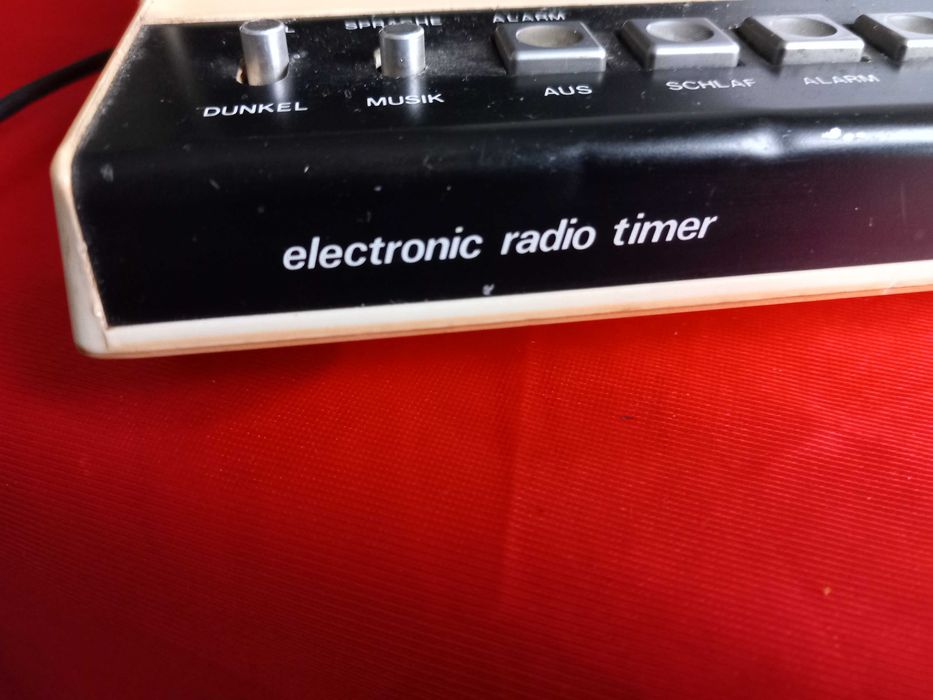 SPRACHE ALARM
DUNKEL MUSIK AUS SCHLAF ALARM
electronic radio timer